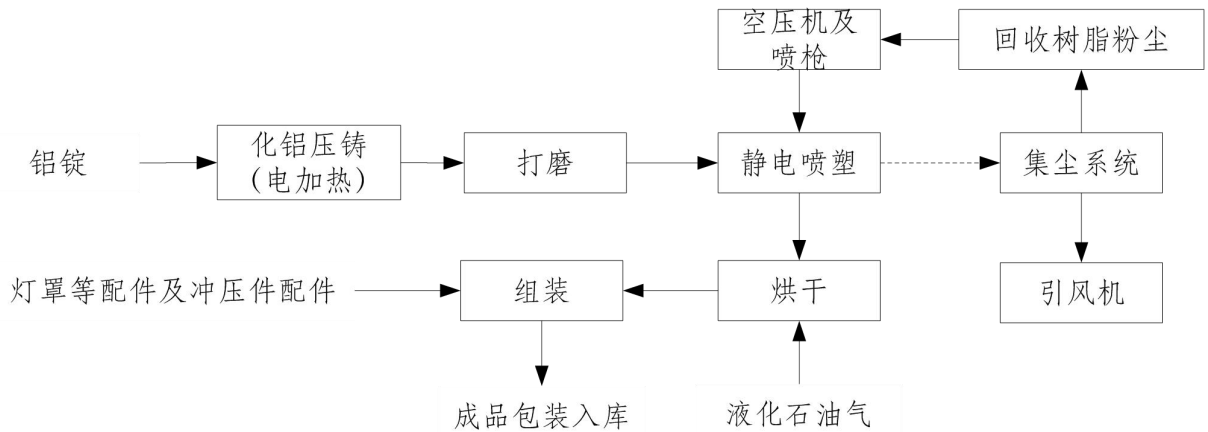 空压机及
喷枪
回收树脂粉尘
铝锭
化铝压铸
(电加热)
打磨
静电喷塑
集尘系统
灯罩等配件及冲压件配件
组装
烘干
引风机
成品包装入库
液化石油气